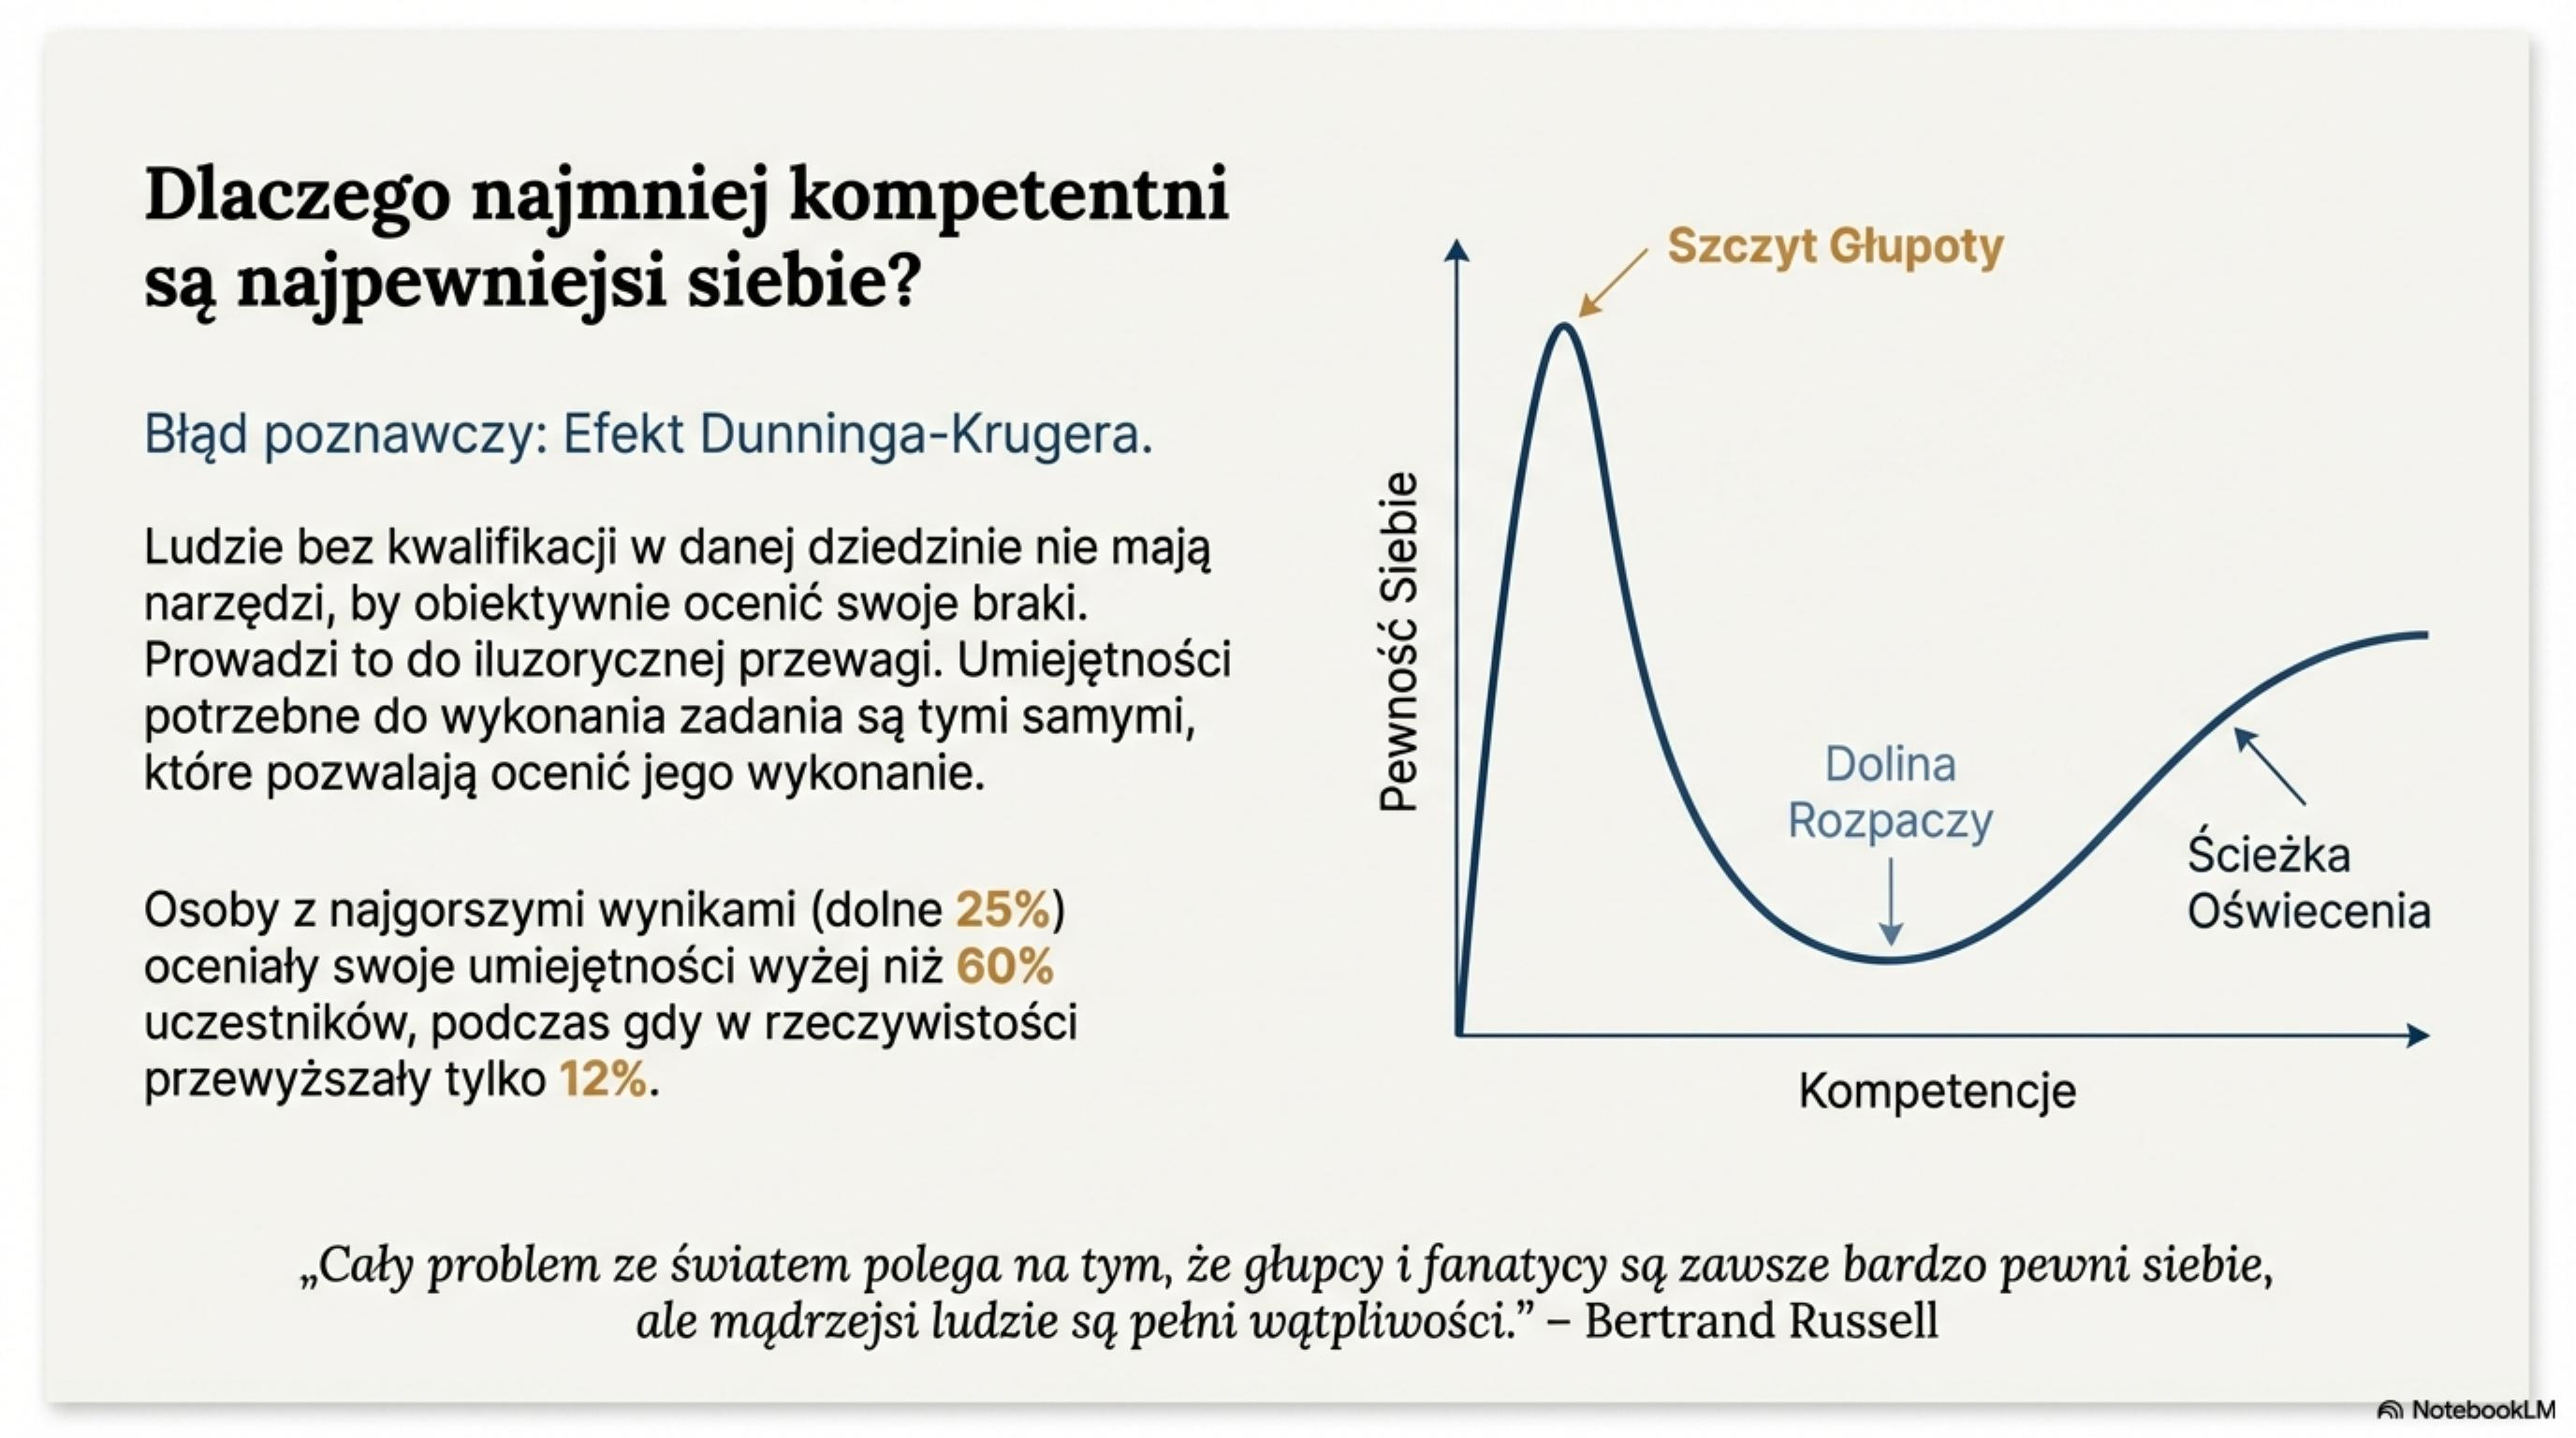 Dlaczego najmniej kompetentni
są najpewniejsi siebie?
Błąd poznawczy: Efekt Dunninga-Krugera.
Ludzie bez kwalifikacji w danej dziedzinie nie mają
narzędzi, by obiektywnie ocenić swoje braki.
Prowadzi to do iluzorycznej przewagi. Umiejętności
potrzebne do wykonania zadania są tymi samymi,
które pozwalają ocenić jego wykonanie.
Osoby z najgorszymi wynikami (dolne 25%)
oceniały swoje umiejętności wyżej niż 60%
uczestników, podczas gdy w rzeczywistości
przewyższały tylko 12%.
Szczyt Głupoty
Pewność Siebie
Dolina
Rozpaczy
Ścieżka
Oświecenia
Kompetencje
„Cały problem ze światem polega na tym, że głupcy i fanatycy są zawsze bardzo pewni siebie,
ale mądrzejsi ludzie są pełni wątpliwości.” – Bertrand Russell
NotebookLM